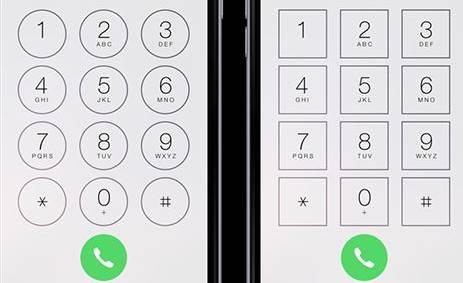 1 2 3
ABC DEF
4 5 6
GHI JKL MNO
7 8 9
PQRS TUV WXYZ
* 0 #
+
1 2 3
ABC DEF
4 5 6
GHI JKL MNO
7 8 9
PQRS TUV WXYZ
* 0 #
+